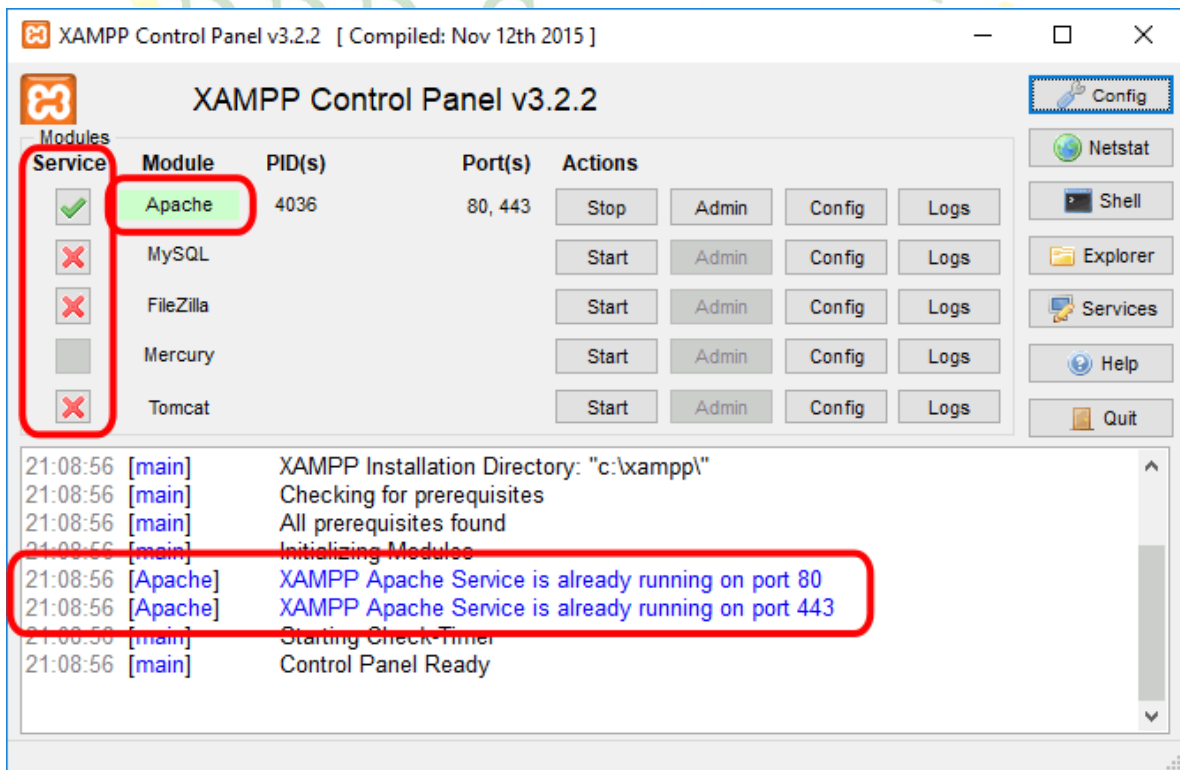 XAMPP Control Panel v3.2.2 [ Compiled: Nov 12th 2015 ]
XAMPP Control Panel v3.2.2
Config
Modules
Service Module PID(s) Port(s) Actions
Netstat
Apache 4036 80, 443 Stop Admin Config Logs
Shell
MySQL Start Admin Config Logs
Explorer
FileZilla Start Admin Config Logs
Services
Mercury Start Admin Config Logs
Help
Tomcat Start Admin Config Logs
Quit
21:08:56 [main] XAMPP Installation Directory: "c:\xampp\"
21:08:56 [main] Checking for prerequisites
21:08:56 [main] All prerequisites found
21:08:56 [main] Initializing Modules
21:08:56 [Apache] XAMPP Apache Service is already running on port 80
21:08:56 [Apache] XAMPP Apache Service is already running on port 443
21:08:56 [main] Starting Check-Timer
21:08:56 [main] Control Panel Ready